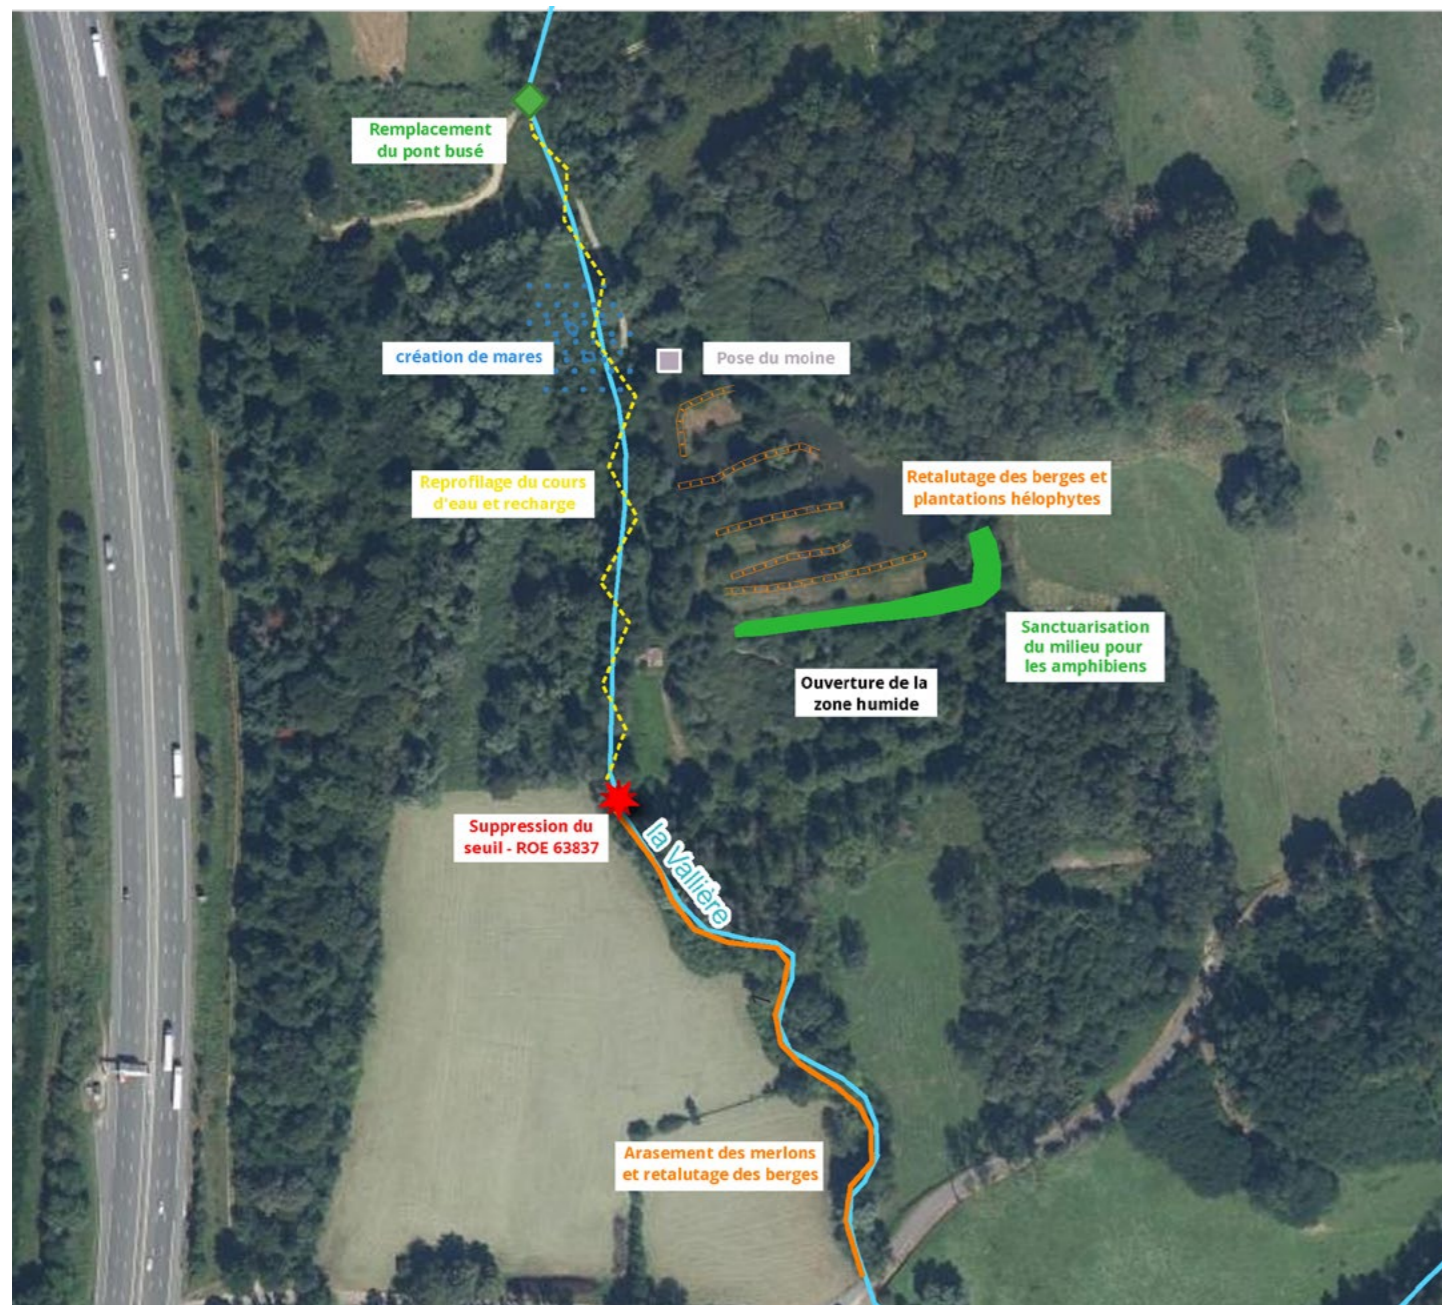 Remplacement
du pont busé
création de mares
Pose du moine
Reprofilage du cours
d'eau et recharge
Retalutage des berges et
plantations hélophytes
Sanctuarisation
du milieu pour
les amphibiens
Ouverture de la
zone humide
Suppression du
seuil - ROE 63837
la Vallière
Arasement des merlons
et retalutage des berges